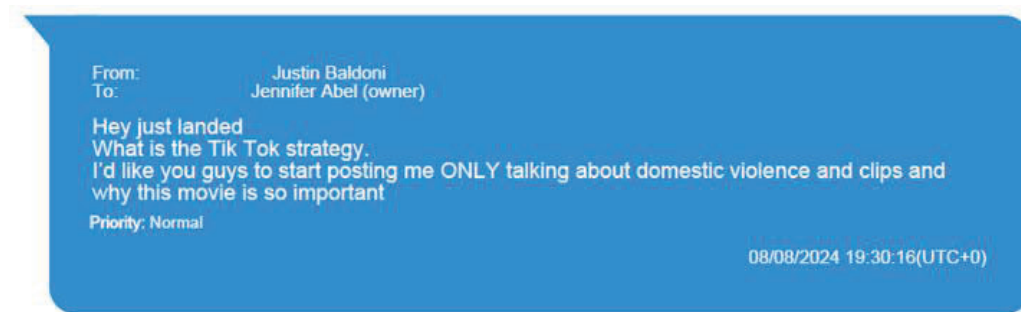 From: Justin Baldoni
To: Jennifer Abel (owner)
Hey just landed
What is the Tik Tok strategy.
I'd like you guys to start posting me ONLY talking about domestic violence and clips and
why this movie is so important
Priority: Normal
08/08/2024 19:30:16(UTC+0)